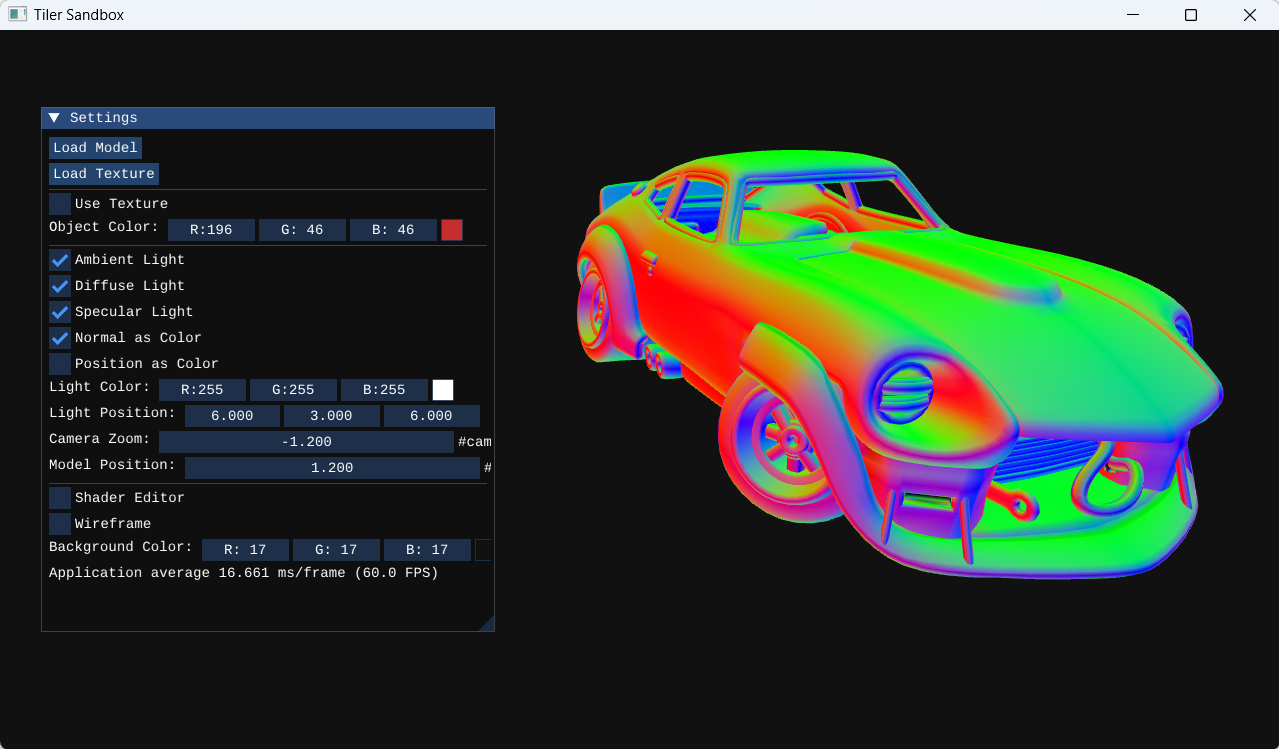 Tiler Sandbox
Settings
Load Model
Load Texture
Use Texture
Object Color: R:196 G: 46 B: 46
Ambient Light
Diffuse Light
Specular Light
Normal as Color
Position as Color
Light Color: R:255 G:255 B:255
Light Position: 6.000 3.000 6.000
Camera Zoom: -1.200 #cam
Model Position: 1.200 #
Shader Editor
Wireframe
Background Color: R: 17 G: 17 B: 17
Application average 16.661 ms/frame (60.0 FPS)